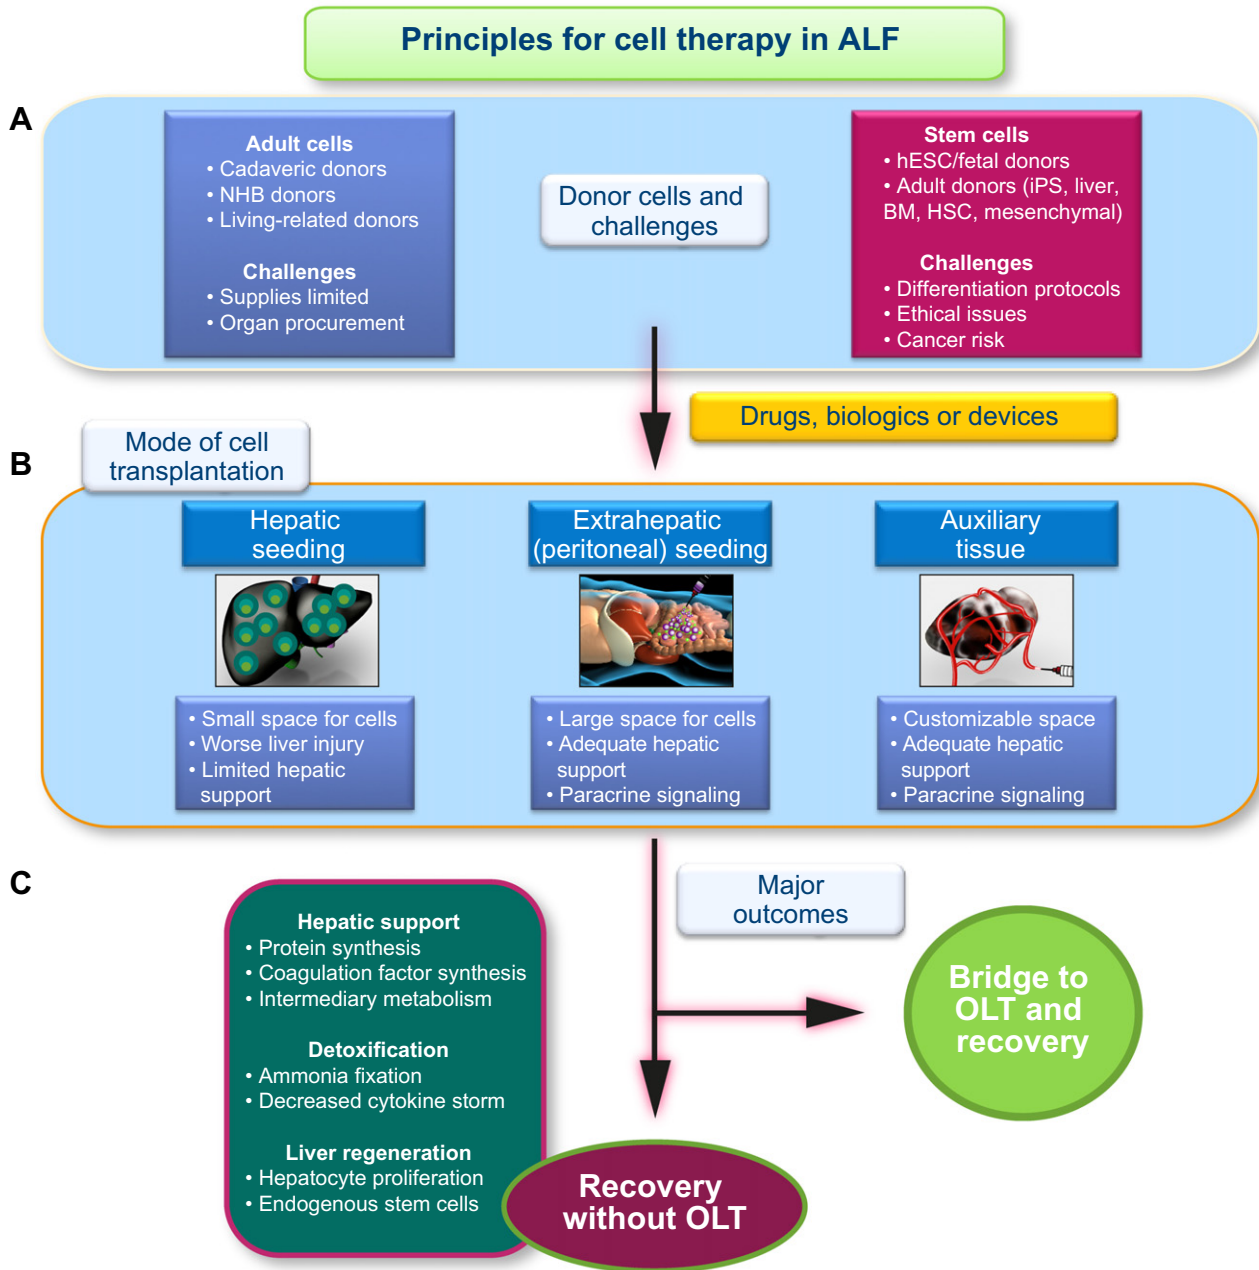 Principles for cell therapy in ALF
A
Adult cells
• Cadaveric donors
• NHB donors
• Living-related donors
Challenges
• Supplies limited
• Organ procurement
Donor cells and
challenges
Stem cells
• hESC/fetal donors
• Adult donors (iPS, liver,
BM, HSC, mesenchymal)
Challenges
• Differentiation protocols
• Ethical issues
• Cancer risk
Drugs, biologics or devices
B
Mode of cell
transplantation
Hepatic
seeding
• Small space for cells
• Worse liver injury
• Limited hepatic
support
Extrahepatic
(peritoneal) seeding
• Large space for cells
• Adequate hepatic
support
• Paracrine signaling
Auxiliary
tissue
• Customizable space
• Adequate hepatic
support
• Paracrine signaling
C
Major
outcomes
Hepatic support
• Protein synthesis
• Coagulation factor synthesis
• Intermediary metabolism
Detoxification
• Ammonia fixation
• Decreased cytokine storm
Liver regeneration
• Hepatocyte proliferation
• Endogenous stem cells
Bridge to
OLT and
recovery
Recovery
without OLT